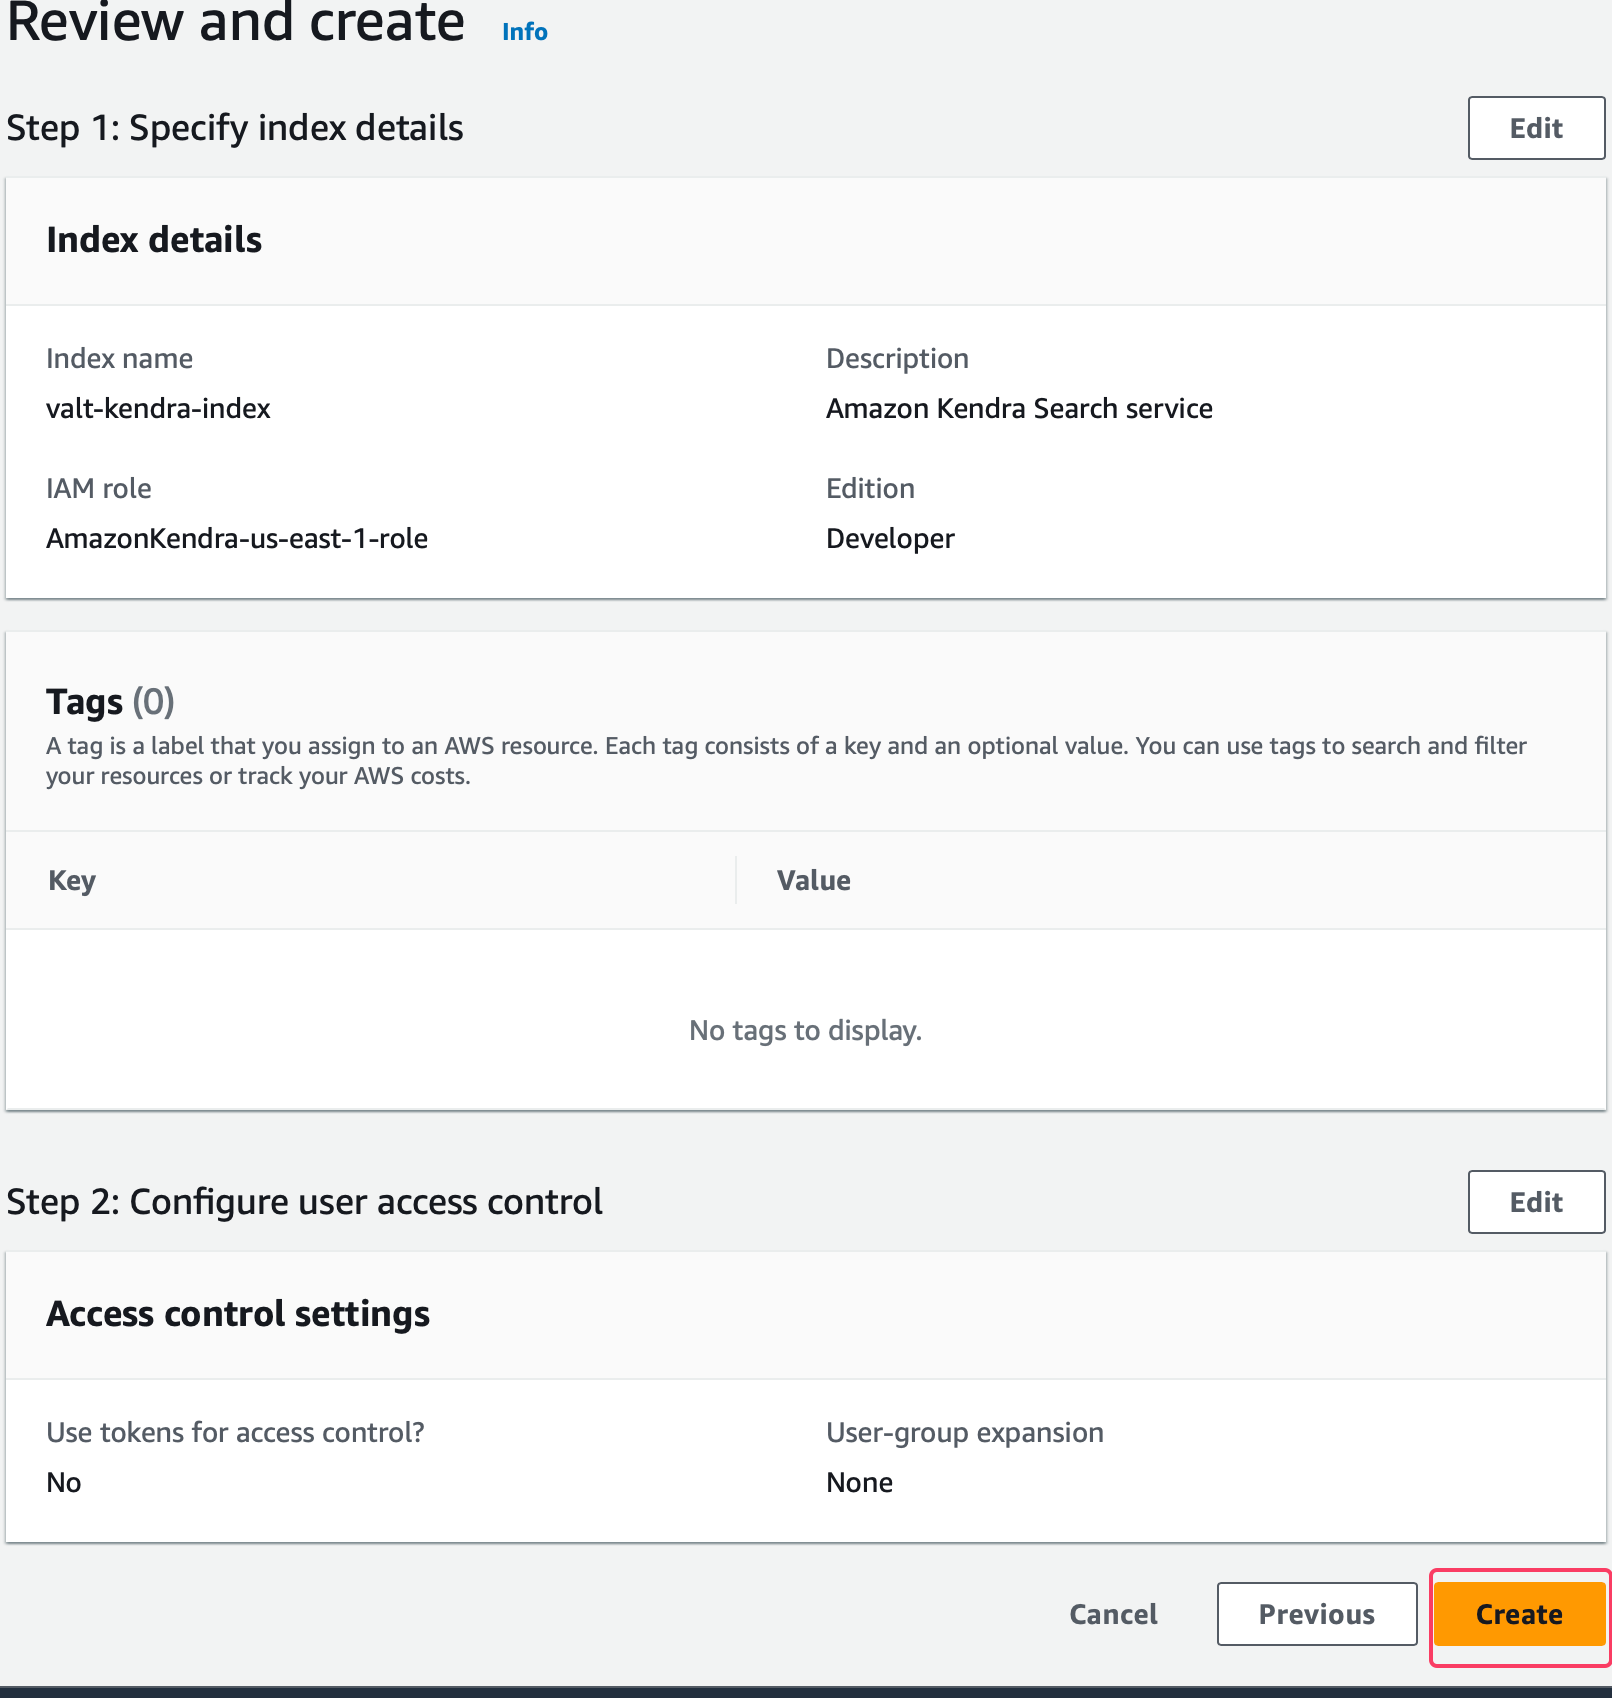 Review and create Info
Step 1: Specify index details
Edit
Index details
Index name
Description
valt-kendra-index
Amazon Kendra Search service
IAM role
Edition
AmazonKendra-us-east-1-role
Developer
Tags (0)
A tag is a label that you assign to an AWS resource. Each tag consists of a key and an optional value. You can use tags to search and filter
your resources or track your AWS costs.
Key
Value
No tags to display.
Step 2: Configure user access control
Edit
Access control settings
Use tokens for access control?
User-group expansion
No
None
Cancel
Previous
Create